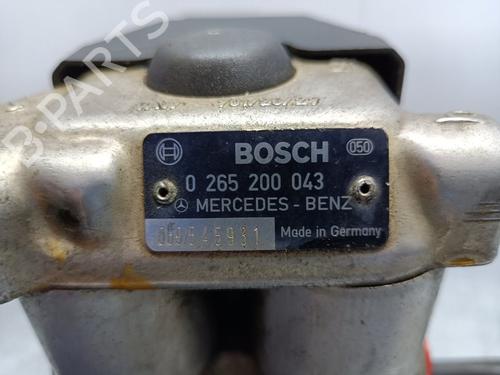 B-PARTS
BOSCH
050
0 265 200 043
MERCEDES - BENZ
Made in Germany